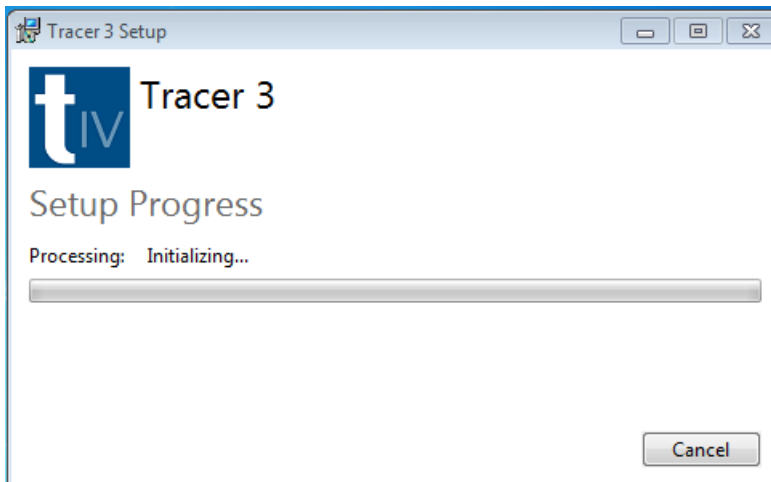 Tracer 3 Setup
t IV
Tracer 3
Setup Progress
Processing: Initializing...
Cancel